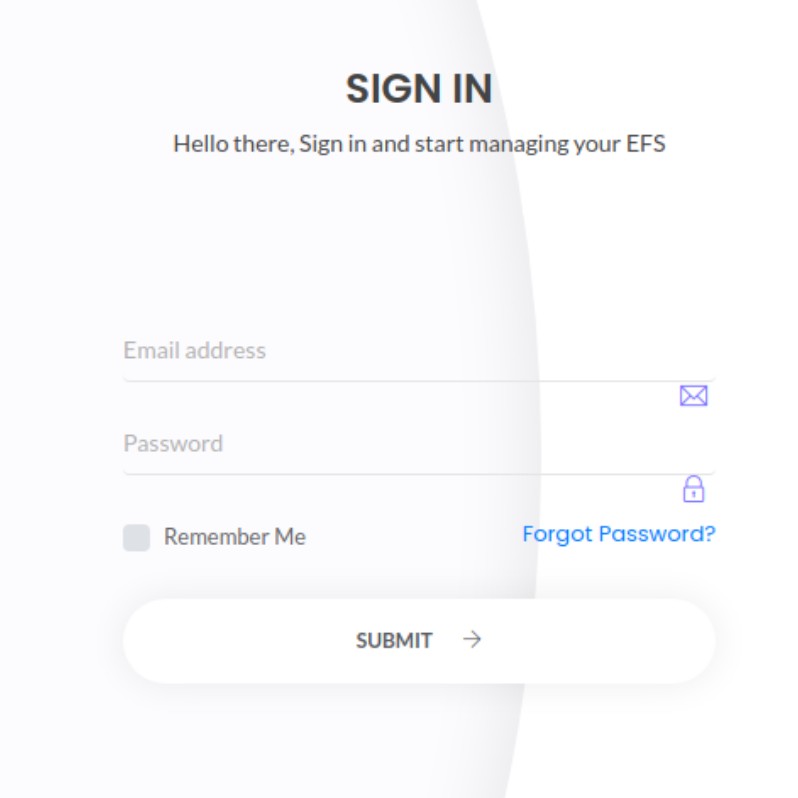 SIGN IN
Hello there, Sign in and start managing your EFS
Email address
Password
Remember Me
Forgot Password?
SUBMIT